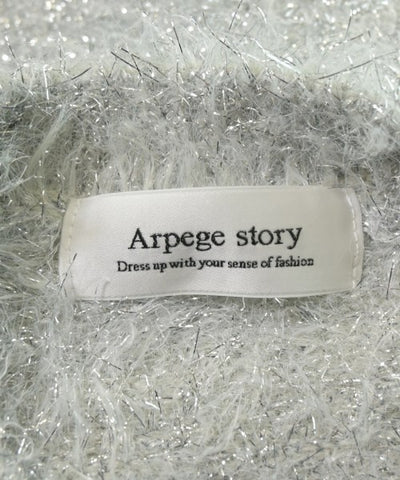 Arpege story
Dress up with your sense of fashion